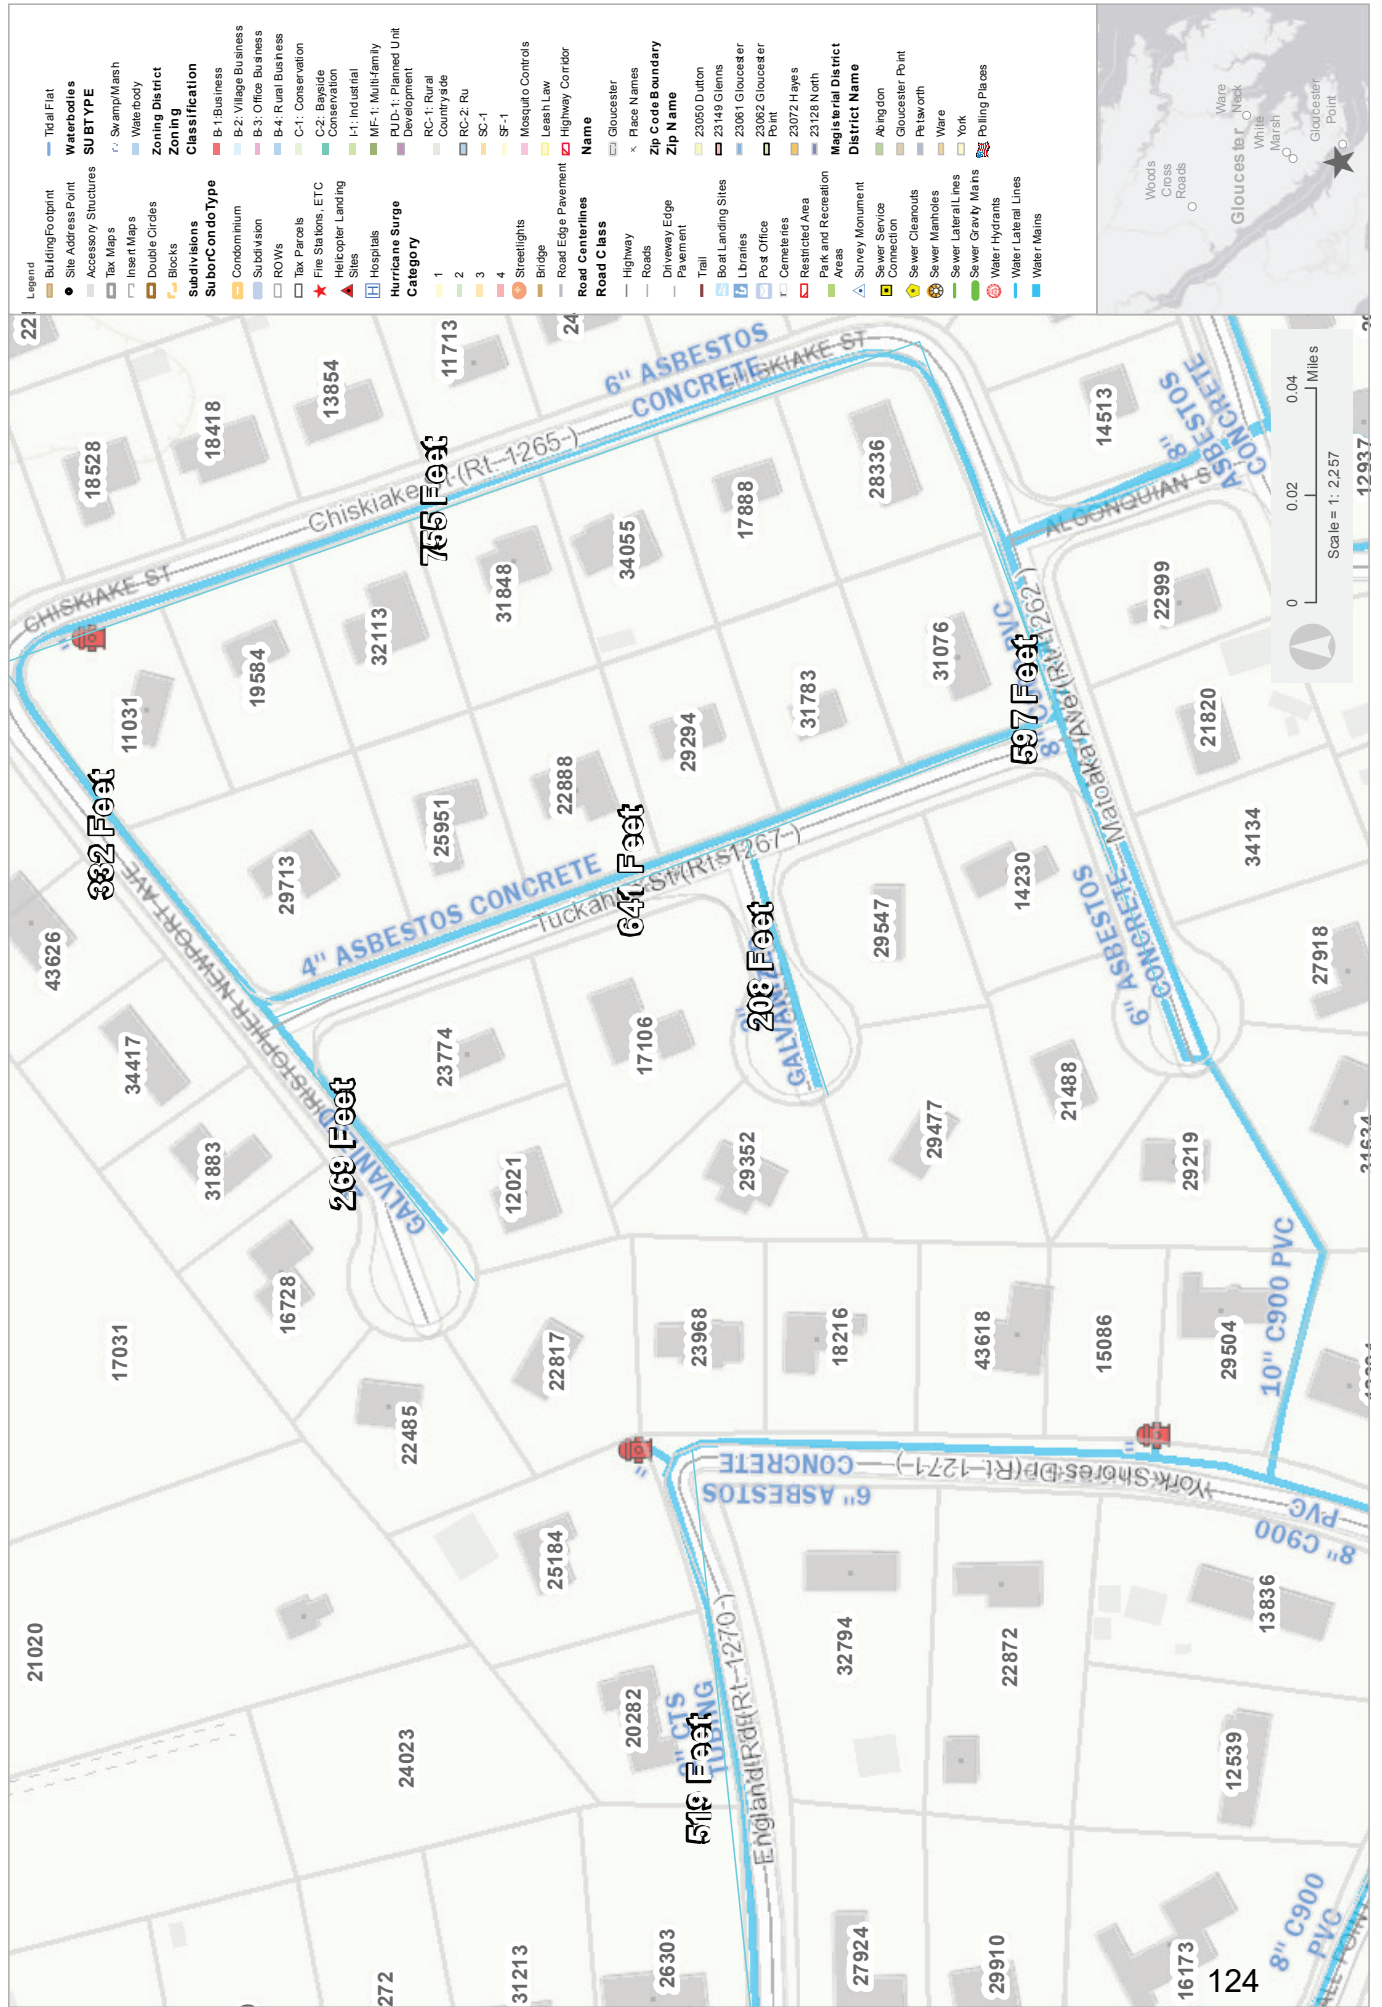 Legend
BuildingFootprint
Site Address Point
Accessory Structures
Tax Maps
Insert Maps
Double Circles
Blocks
Subdivisions
SuborCondoType
Condominium
Subdivision
ROWs
Tax Parcels
Fire Stations, ETC
Helicopter Landing
Sites
Hospitals
Hurricane Surge
Category
1
2
3
4
Streetlights
Bridge
Road Edge Pavement
Road Centerlines
Road Class
Highway
Roads
Driveway Edge
Pavement
Trail
Boat Landing Sites
Libraries
Post Office
Cemeteries
Restricted Area
Park and Recreation
Areas
Survey Monument
Sewer Service
Connection
Sewer Cleanouts
Sewer Manholes
Sewer Lateral Lines
Sewer Gravity Mains
Water Hydrants
Water Lateral Lines
Water Mains
Tidal Flat
Waterbodies
SUBTYPE
Swamp/Marsh
Waterbody
Zoning District
Zoning
Classification
B-1:Business
B-2: Village Business
B-3: Office Business
B-4: Rural Business
C-1: Conservation
C-2: Bayside
Conservation
I-1: Industrial
MF-1: Multi-family
PUD-1: Planned Unit
Development
RC-1: Rural
Countryside
RC-2: Ru
SC-1
SF-1
Mosquito Controls
Leash Law
Highway Corridor
Name
Gloucester
Place Names
Zip Code Boundary
Zip Name
23050 Dutton
23149 Glenns
23061 Gloucester
23062 Gloucester
Point
23072 Hayes
23128 North
Magisterial District
District Name
Abingdon
Gloucester Point
Petsworth
Ware
York
Polling Places
Woods
Cross
Roads
Gloucester
Ware
Neck
White
Marsh
Gloucester
Point
21020
17031
43626
18528
18418
13854
11713
34417
31883
16728
22485
22817
24023
25184
20282
31213
26303
27924
29910
16173
12539
13836
22872
32794
23968
18216
43618
15086
29504
29219
21488
29477
29352
12021
23774
17106
29547
14230
29713
25951
22888
29294
31783
31076
11031
19584
32113
31848
34055
17888
28336
14513
22999
21820
34134
27918
12937
332 Feet
269 Feet
755 Feet
641 Feet
208 Feet
597 Feet
519 Feet
CHISKIAKE ST
Chiskiake St (Rt. 1265)
6" ASBESTOS
CONCRETE
4" ASBESTOS CONCRETE
Matoaka Ave (Rt. 1262)
6" ASBESTOS
CONCRETE
8"
ASBESTOS
CONCRETE
10" C900 PVC
6" ASBESTOS
CONCRETE
York Shores Dr (Rt. 1271)
8" C900
PVC
England Rd (Rt. 1270)
8" C900
PVC
0
0.02
0.04
Miles
Scale = 1: 2,257
124